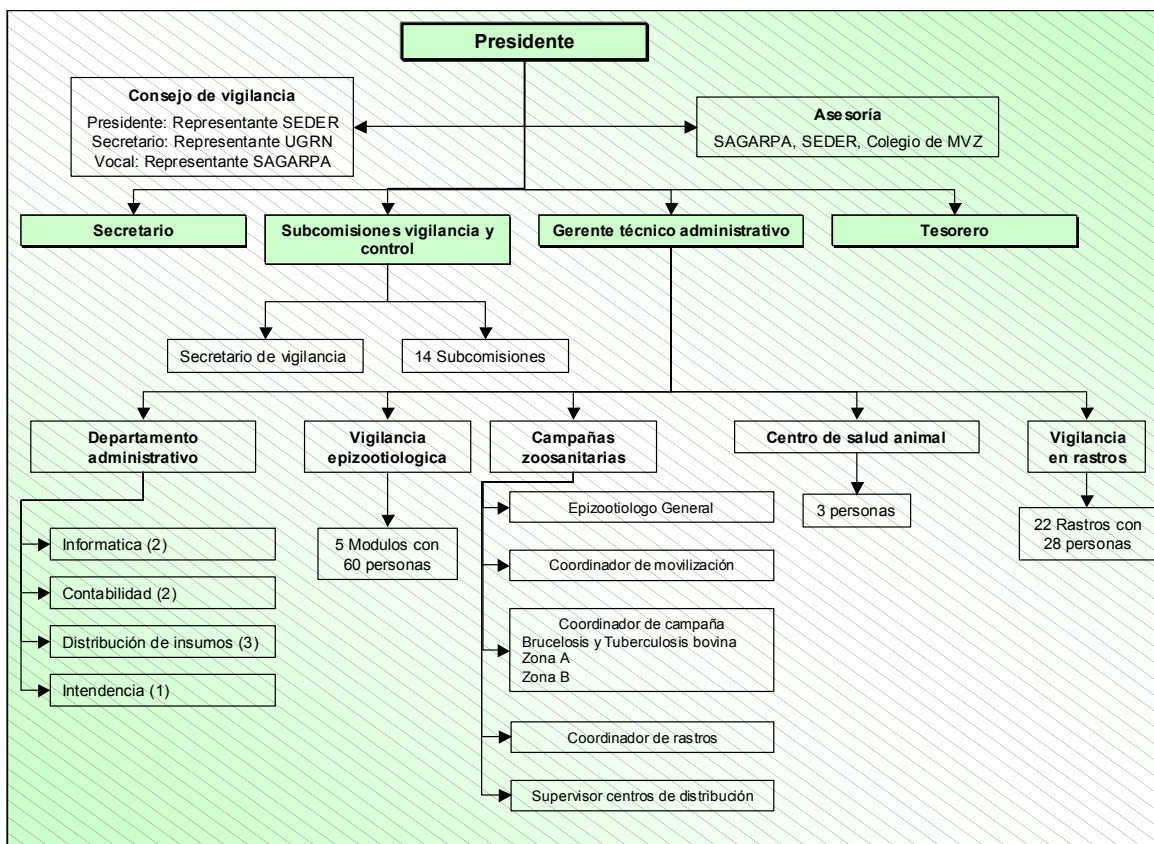 Presidente
Consejo de vigilancia
Presidente: Representante SEDER
Secretario: Representante UGRN
Vocal: Representante SAGARPA
Asesoría
SAGARPA, SEDER, Colegio de MVZ
Secretario
Subcomisiones vigilancia y
control
Gerente técnico administrativo
Tesorero
Secretario de vigilancia
14 Subcomisiones
Departamento
administrativo
Vigilancia
epizootiologica
Campañas
zoosanitarias
Centro de salud animal
Vigilancia
en rastros
Informatica (2)
Contabilidad (2)
Distribución de insumos (3)
Intendencia (1)
5 Modulos con
60 personas
Epizootiologo General
Coordinador de movilización
Coordinador de campaña
Brucelosis y Tuberculosis bovina
Zona A
Zona B
Coordinador de rastros
Supervisor centros de distribución
3 personas
22 Rastros con
28 personas